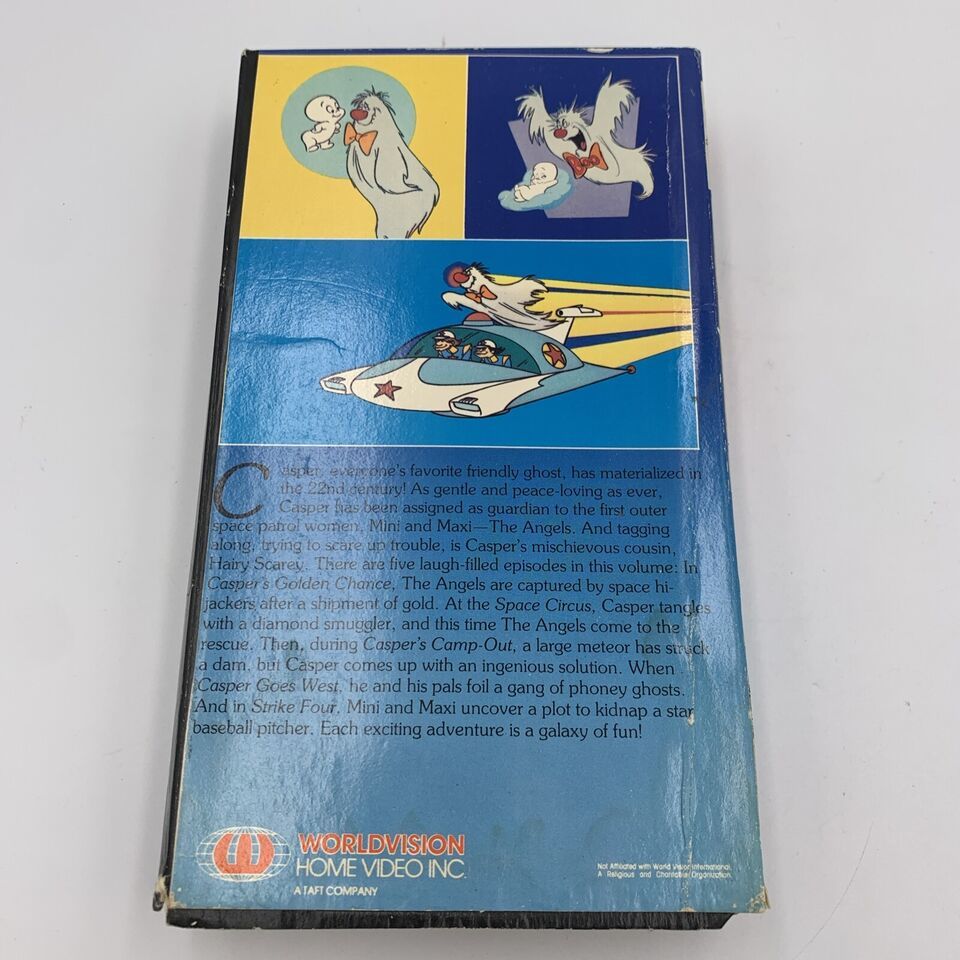 Casper, everyone's favorite friendly ghost, has materialized in
the 22nd century! As gentle and peace-loving as ever,
Casper has been assigned as guardian to the first outer
space patrol women, Mini and Maxi—The Angels. And tagging
along, trying to scare up trouble, is Casper's mischievous cousin,
Hairy Scarey. There are five laugh-filled episodes in this volume: In
Casper's Golden Chance, The Angels are captured by space hi-
jackers after a shipment of gold. At the Space Circus, Casper tangles
with a diamond smuggler, and this time The Angels come to the
rescue. Then, during Casper's Camp-Out, a large meteor has struck
a dam, but Casper comes up with an ingenious solution. When
Casper Goes West, he and his pals foil a gang of phoney ghosts.
And in Strike Four, Mini and Maxi uncover a plot to kidnap a star
baseball pitcher. Each exciting adventure is a galaxy of fun!
WORLDVISION
HOME VIDEO INC.
A TAFT COMPANY
Not Affiliated with World Vision International,
A Religious and Charitable Organization.